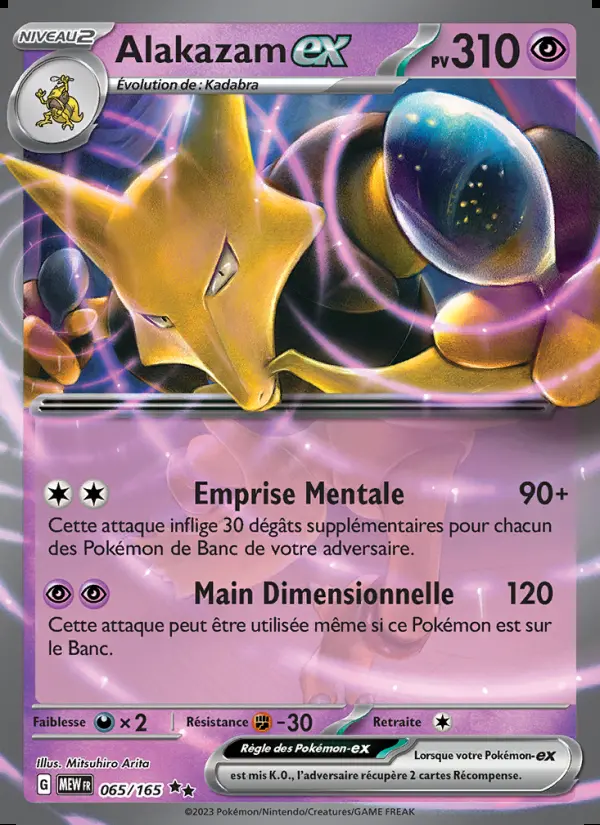 NIVEAU 2
Alakazam ex
PV 310
Évolution de : Kadabra
Emprise Mentale 90+
Cette attaque inflige 30 dégâts supplémentaires pour chacun
des Pokémon de Banc de votre adversaire.
Main Dimensionnelle 120
Cette attaque peut être utilisée même si ce Pokémon est sur
le Banc.
Faiblesse ×2 Résistance -30 Retraite
Illus. Mitsuhiro Arita
Règle des Pokémon-ex Lorsque votre Pokémon-ex
est mis K.O., l'adversaire récupère 2 cartes Récompense.
G MEW FR 065/165
©2023 Pokémon/Nintendo/Creatures/GAME FREAK